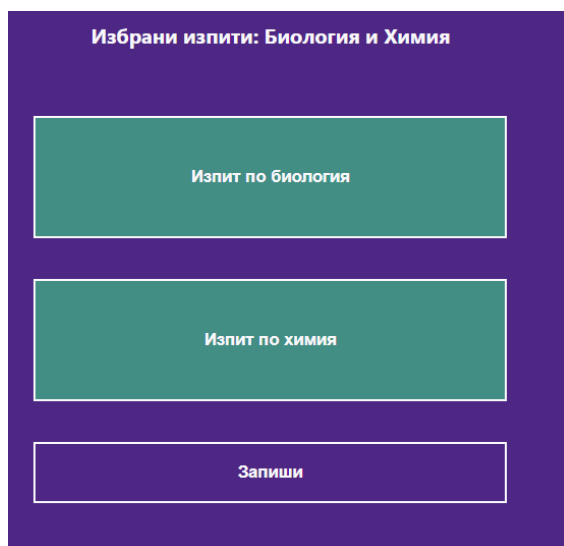 Избрани изпити: Биология и Химия
Изпит по биология
Изпит по химия
Запиши